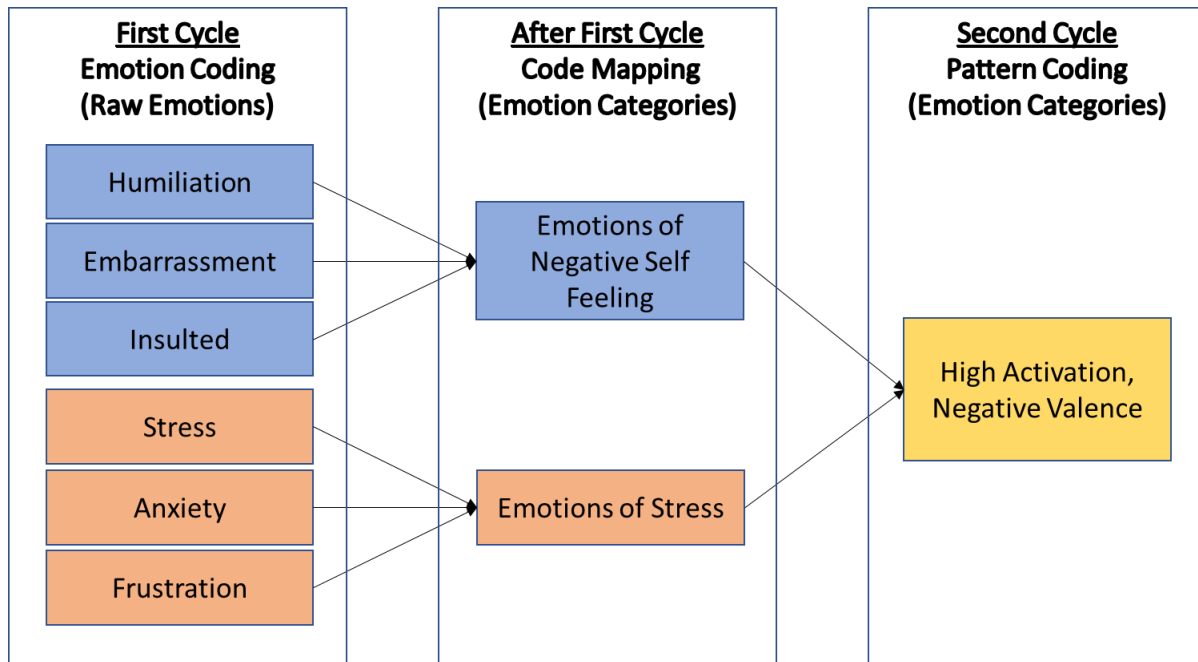 First Cycle
Emotion Coding
(Raw Emotions)
Humiliation
Embarrassment
Insulted
Stress
Anxiety
Frustration
After First Cycle
Code Mapping
(Emotion Categories)
Emotions of
Negative Self
Feeling
Emotions of Stress
Second Cycle
Pattern Coding
(Emotion Categories)
High Activation,
Negative Valence